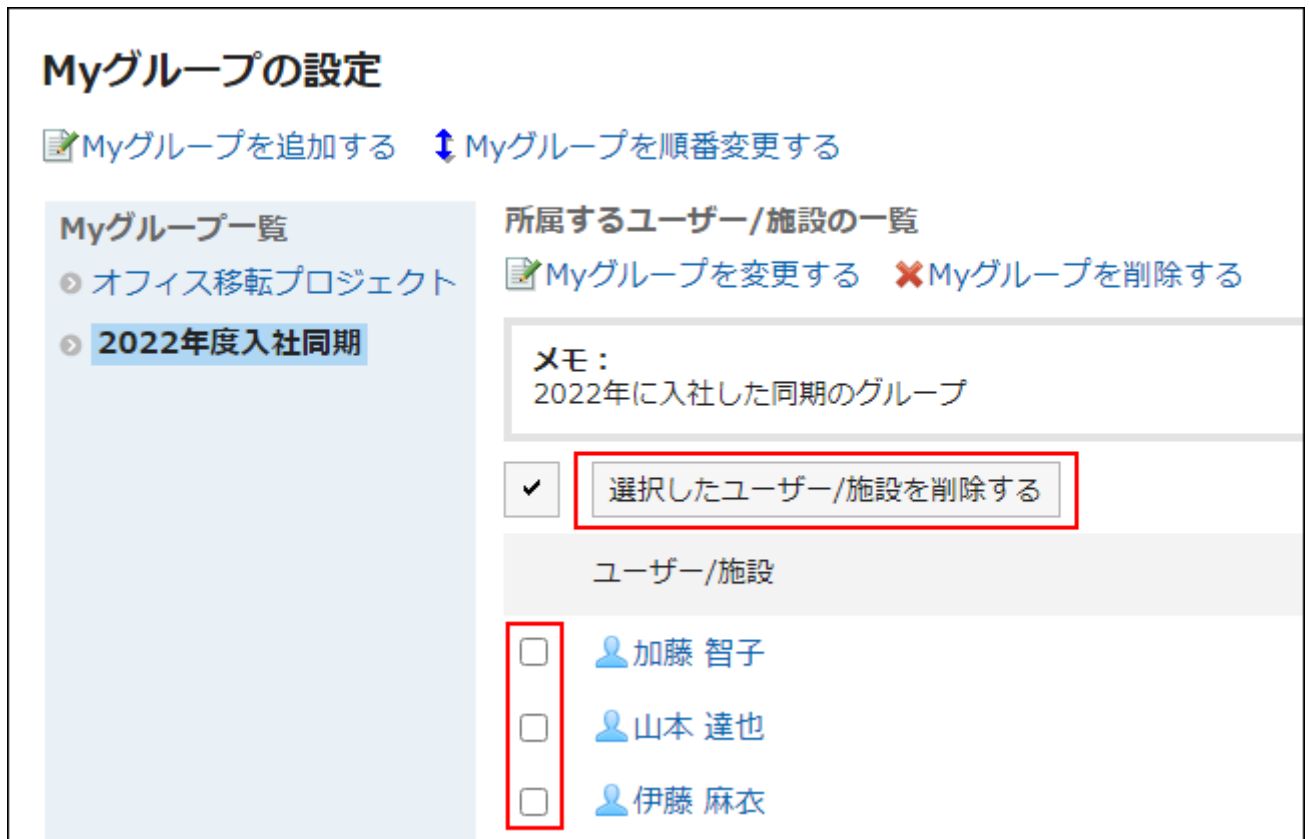 Myグループの設定
Myグループを追加する Myグループを順番変更する
Myグループ一覧
オフィス移転プロジェクト
2022年度入社同期
所属するユーザー/施設の一覧
Myグループを変更する Myグループを削除する
メモ：
2022年に入社した同期のグループ
選択したユーザー/施設を削除する
ユーザー/施設
加藤 智子
山本 達也
伊藤 麻衣